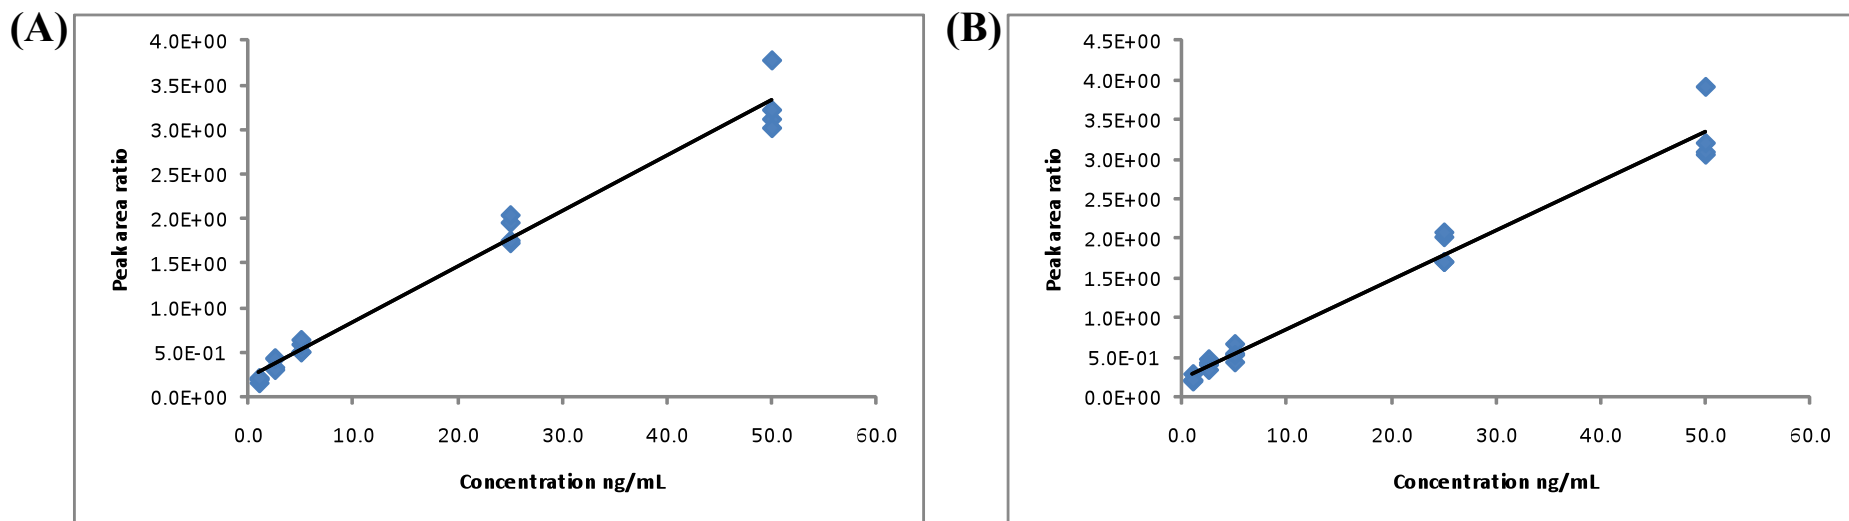 (A)
4.0E+00
3.5E+00
3.0E+00
2.5E+00
2.0E+00
1.5E+00
1.0E+00
5.0E-01
0.0E+00
Peak area ratio
0.0 10.0 20.0 30.0 40.0 50.0 60.0
Concentration ng/mL
(B)
4.5E+00
4.0E+00
3.5E+00
3.0E+00
2.5E+00
2.0E+00
1.5E+00
1.0E+00
5.0E-01
0.0E+00
Peak area ratio
0.0 10.0 20.0 30.0 40.0 50.0 60.0
Concentration ng/mL